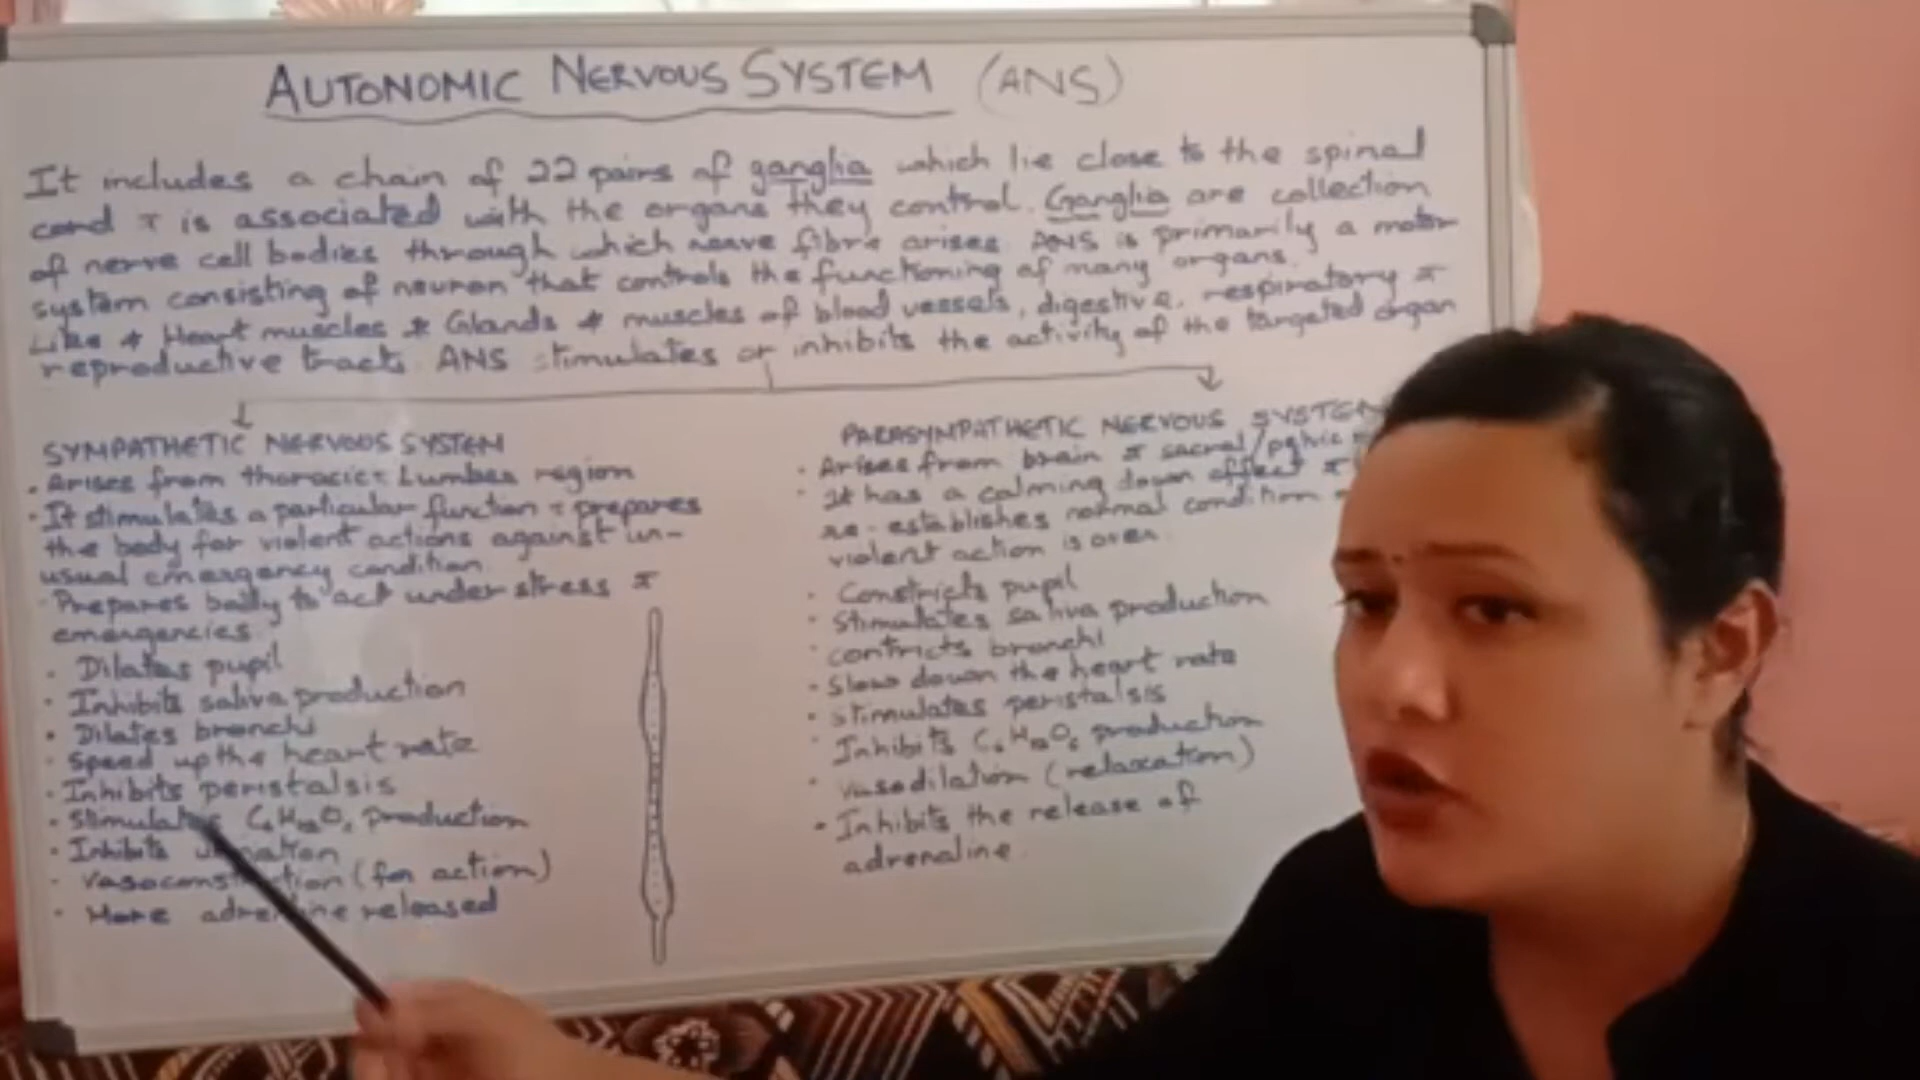 AUTONOMIC NERVOUS SYSTEM (ANS)
It includes a chain of 22 pairs of ganglia which lie close to the spinal
cord & is associated with the organs they control. Ganglia are collection
of nerve cell bodies through which nerve fibre arises. ANS is primarily a motor
system consisting of neuron that controls the functioning of many organs.
Like * Heart muscles * Glands * muscles of blood vessels, digestive, respiratory &
reproductive tracts. ANS stimulates or inhibits the activity of the targeted organ
SYMPATHETIC NERVOUS SYSTEM
• Arises from thoracic & Lumber region
• It stimulates a particular function & prepares
the body for violent actions against un-
usual emergency condition.
• Prepares body to act under stress &
emergencies
• Dilates pupil
• Inhibits saliva production
• Dilates bronchi
• Speed up the heart rate
• Inhibits peristalsis
• Stimulates C₆H₁₂O₆ production
• Inhibits
• Vasoconstriction (for action)
• More adrenline released
PARASYMPATHETIC NERVOUS SYSTEM
• Arises from brain & sacral/pelvic
• It has a calming down affect &
re-establishes normal condition
violent action is over.
• Constricts pupil
• Stimulates saliva production
• contricts bronchi
• Slow down the heart rate
• stimulates peristalsis
• Inhibits C₆H₁₂O₆ production
• vasodilation (relaxation)
• Inhibits the release of
adrenaline.